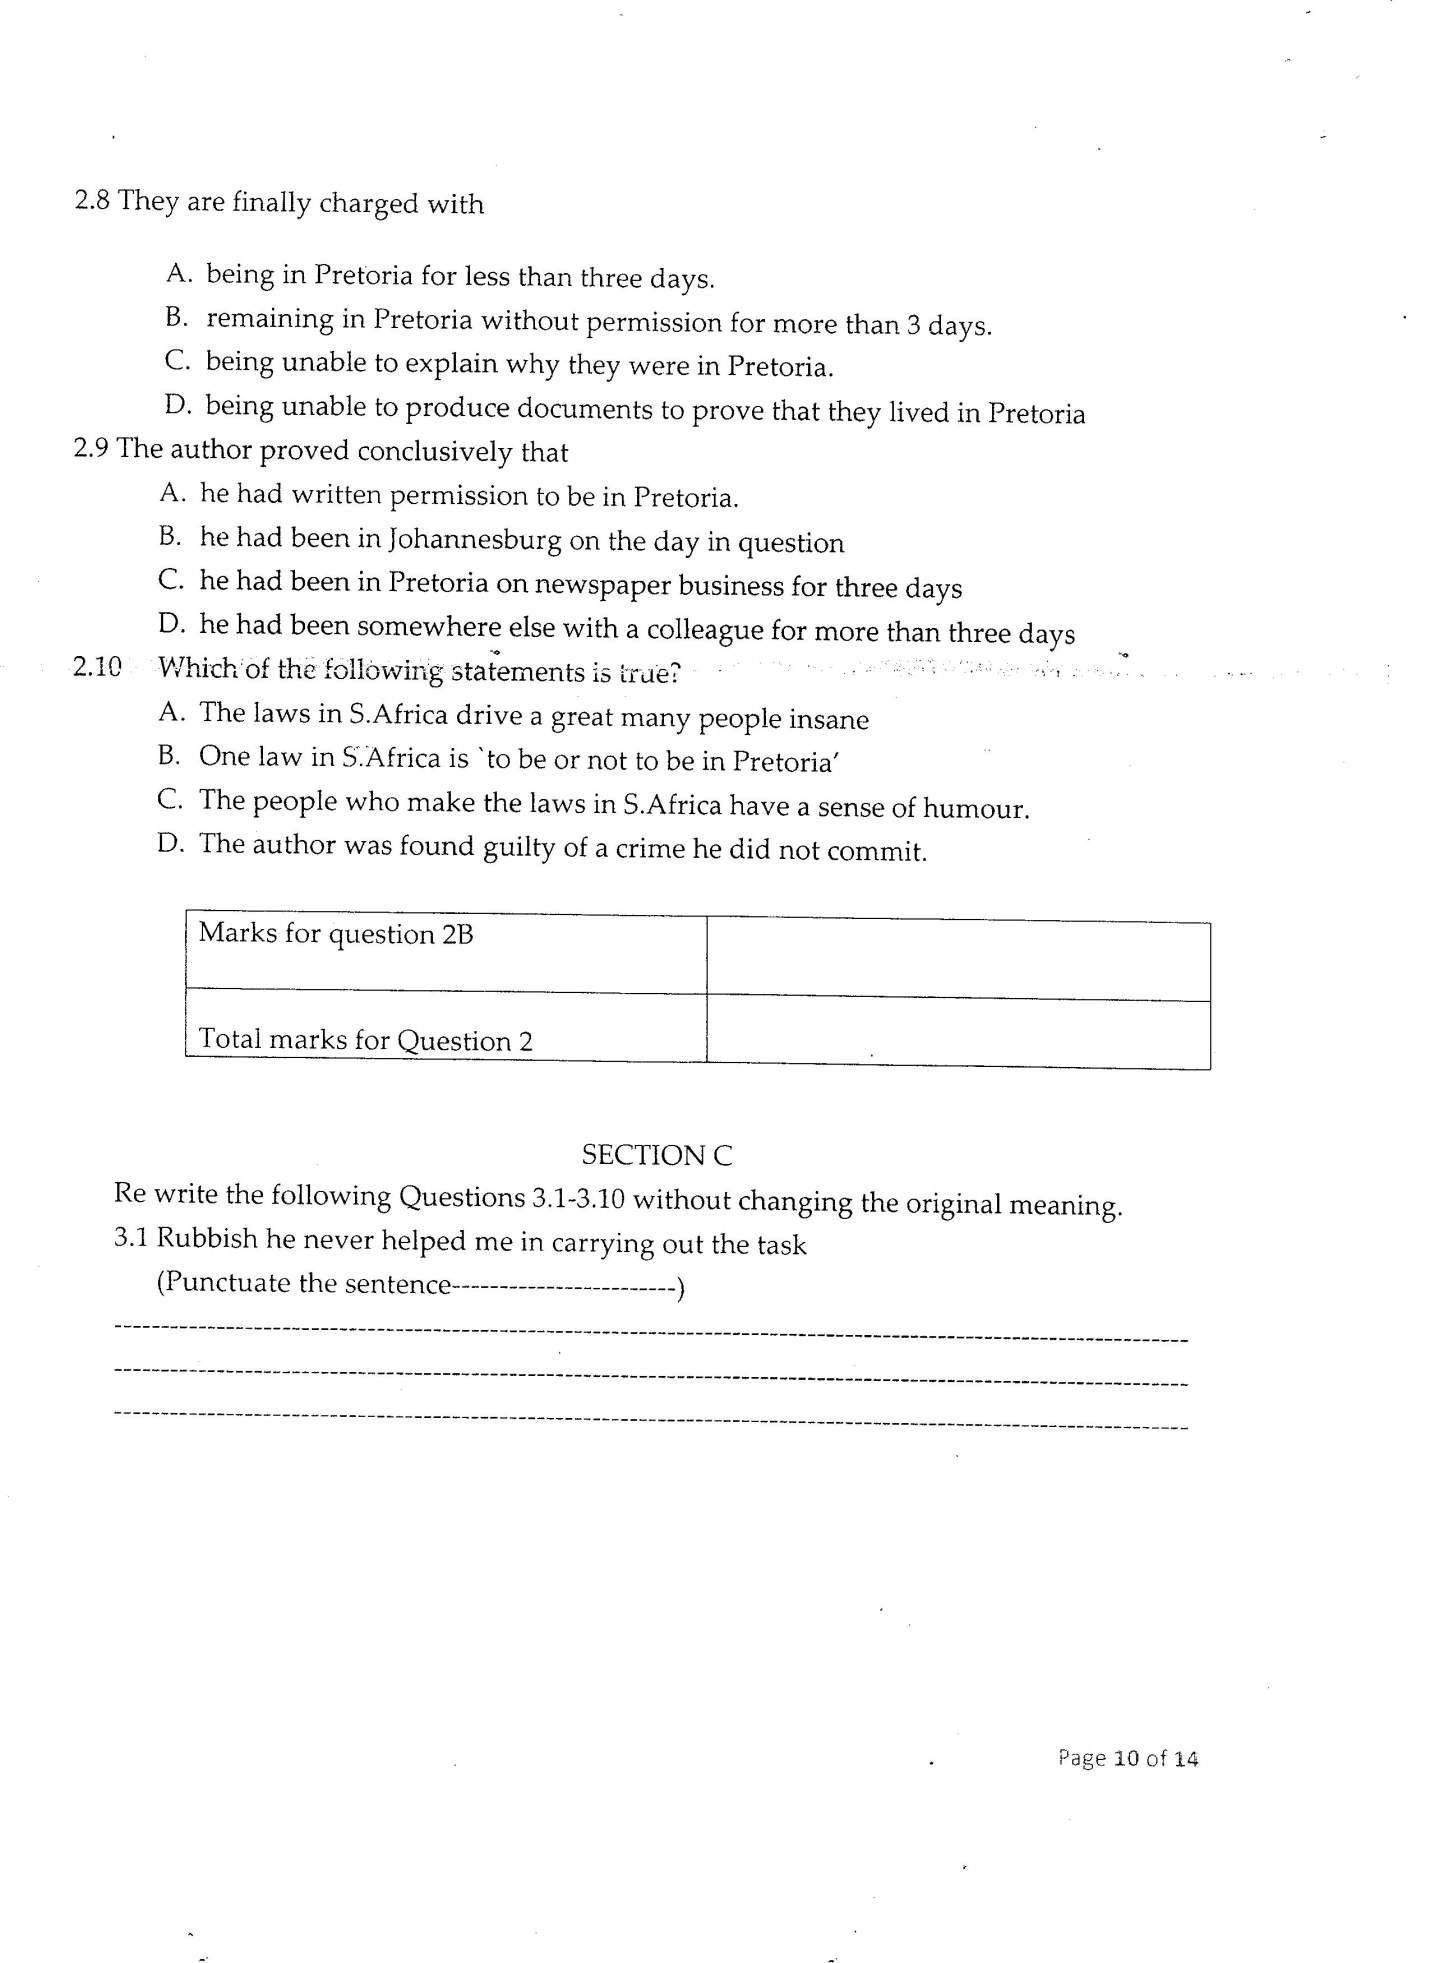 2.8 They are finally charged with
A. being in Pretoria for less than three days.
B. remaining in Pretoria without permission for more than 3 days.
C. being unable to explain why they were in Pretoria.
D. being unable to produce documents to prove that they lived in Pretoria
2.9 The author proved conclusively that
A. he had written permission to be in Pretoria.
B. he had been in Johannesburg on the day in question
C. he had been in Pretoria on newspaper business for three days
D. he had been somewhere else with a colleague for more than three days
2.10 Which of the following statements is true?
A. The laws in S.Africa drive a great many people insane
B. One law in S.Africa is `to be or not to be in Pretoria'
C. The people who make the laws in S.Africa have a sense of humour.
D. The author was found guilty of a crime he did not commit.
Marks for question 2B
Total marks for Question 2
SECTION C
Re write the following Questions 3.1-3.10 without changing the original meaning.
3.1 Rubbish he never helped me in carrying out the task
(Punctuate the sentence------------------------)
Page 10 of 14